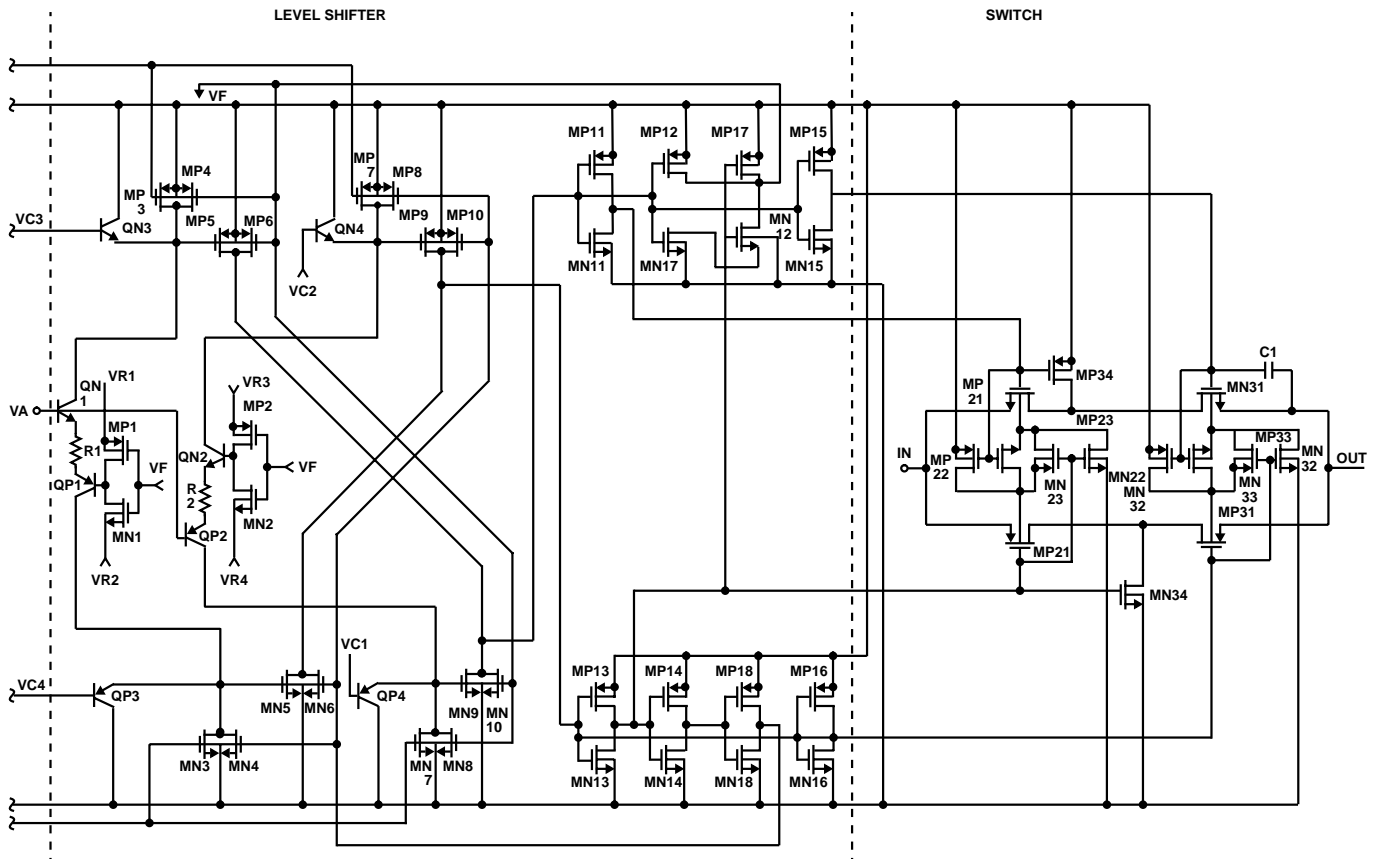 LEVEL SHIFTER
SWITCH
VF
MP11
MP12
MP17
MP15
MP4
MP
3
MP
7
MP8
VC3
QN3
MP5
MP6
QN4
MP9
MP10
MN11
MN17
MN
12
MN15
VC2
C1
MP
21
MP34
MN31
VA
QN
1
VR1
VR3
MP2
MP1
R1
QN2
VF
VF
QP1
R
2
MN1
QP2
MN2
VR2
VR4
MP23
IN
MP
22
MN
23
MN22
MN
32
MP33
MN
33
MN
32
OUT
MP31
MP21
MN34
VC1
MP13
MP14
MP18
MP16
VC4
QP3
MN5
MN6
QP4
MN9
MN
10
MN3
MN4
MN
7
MN8
MN13
MN14
MN18
MN16